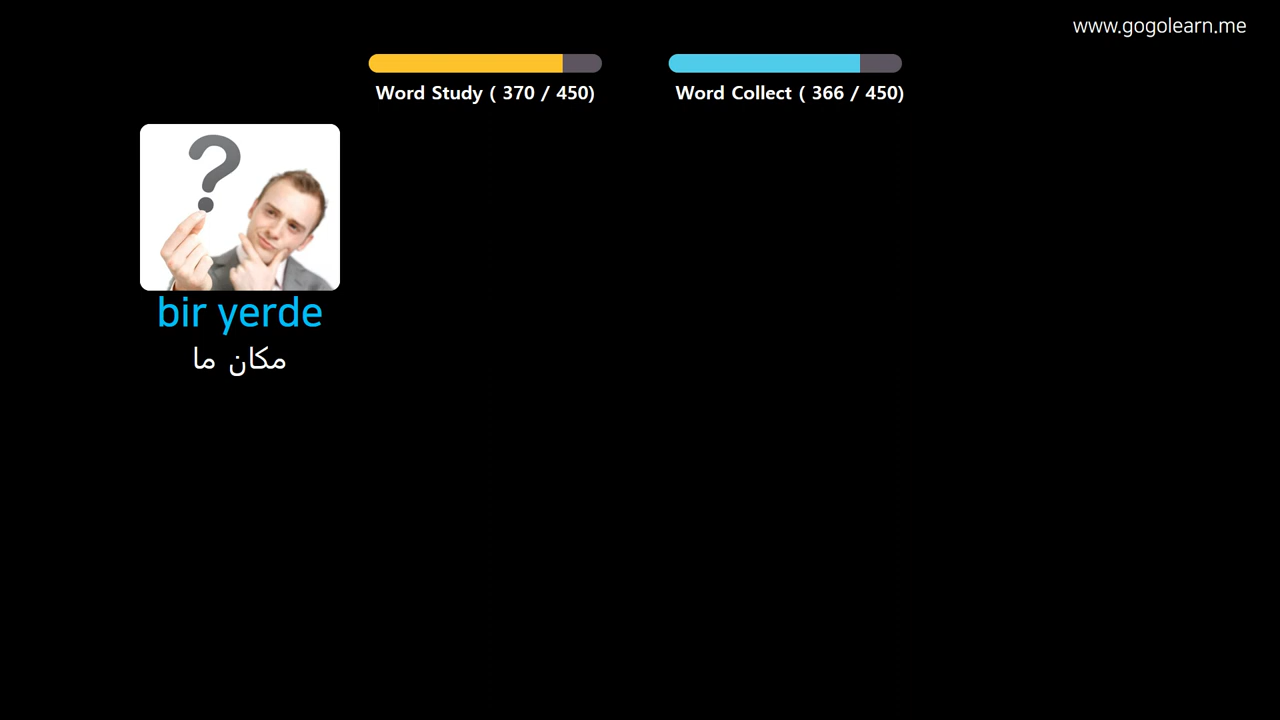 www.gogolearn.me
Word Study ( 370 / 450)
Word Collect ( 366 / 450)
bir yerde
مكان ما